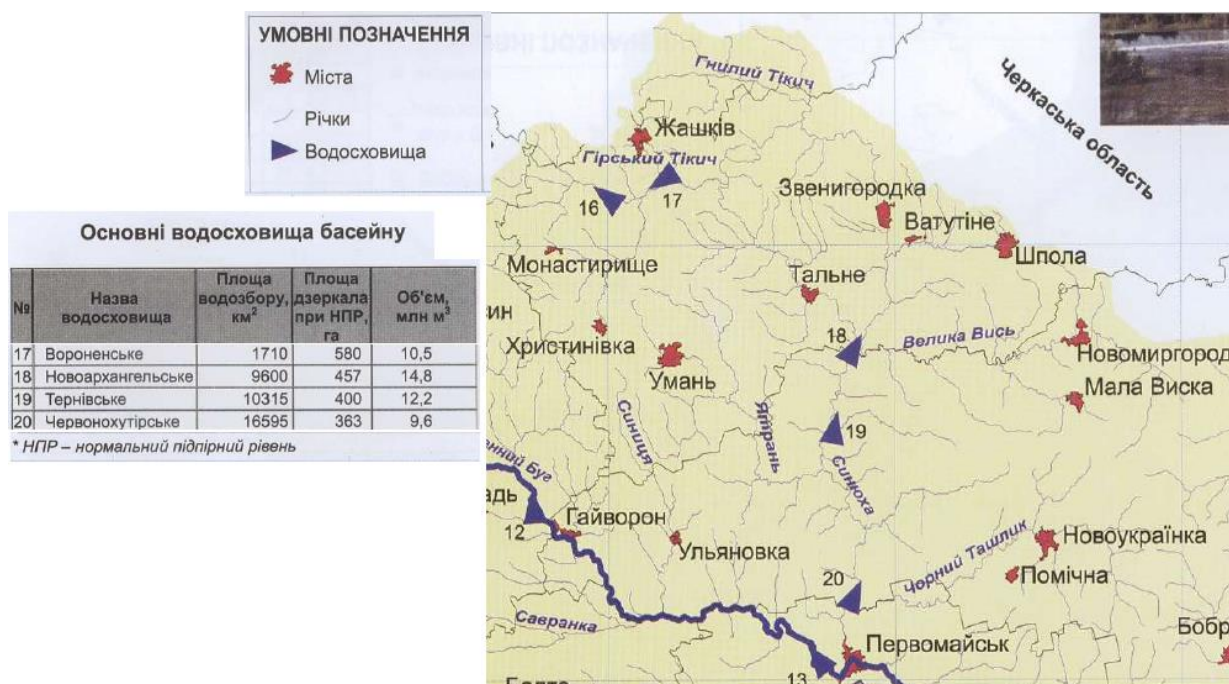 УМОВНІ ПОЗНАЧЕННЯ
Міста
Річки
Водосховища
Основні водосховища басейну
№ Назва водосховища Площа водозбору, км² Площа дзеркала при НПР, га Об'єм, млн м³
17 Вороненське 1710 580 10,5
18 Новоархангельське 9600 457 14,8
19 Тернівське 10315 400 12,2
20 Червонохутірське 16595 363 9,6
* НПР – нормальний підпірний рівень
Гнилий Тікич
Черкаська область
Жашків
Гірський Тікич
16
17
Звенигородка
Ватутіне
Шпола
Монастирище
Тальне
син
Христинівка
18
Велика Вись
Новомиргород
Умань
Мала Виска
Синиця
Ятрань
19
Синюха
енний Буг
адь
12
Гайворон
Ульяновка
Новоукраїнка
Чорний Ташлик
Помічна
20
Савранка
Первомайськ
Бобр
13